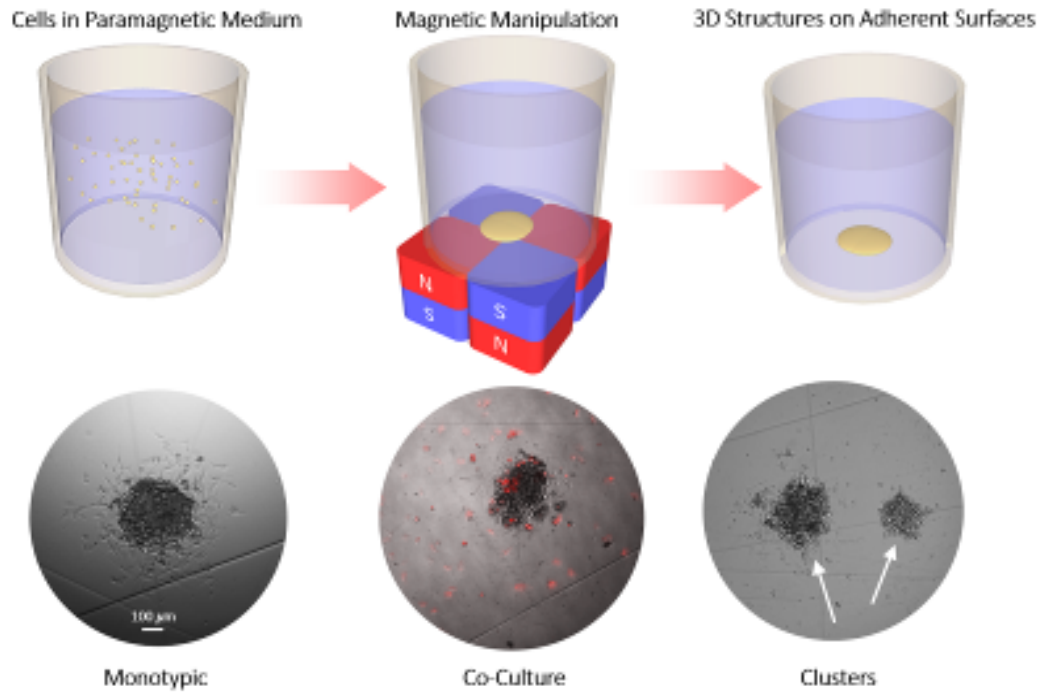 Cells in Paramagnetic Medium
Magnetic Manipulation
3D Structures on Adherent Surfaces
N
S
S
N
100 µm
Monotypic
Co-Culture
Clusters